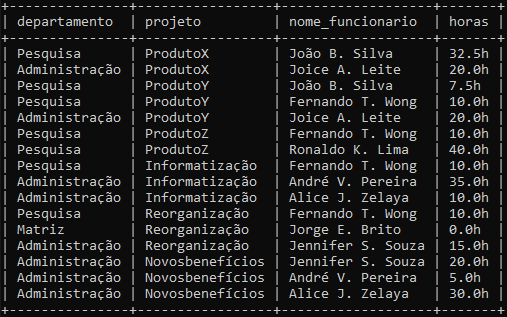 +---------------+----------------+--------------------+-------+
| departamento | projeto | nome_funcionario | horas |
+---------------+----------------+--------------------+-------+
| Pesquisa | ProdutoX | João B. Silva | 32.5h |
| Administração | ProdutoX | Joice A. Leite | 20.0h |
| Pesquisa | ProdutoY | João B. Silva | 7.5h |
| Pesquisa | ProdutoY | Fernando T. Wong | 10.0h |
| Administração | ProdutoY | Joice A. Leite | 20.0h |
| Pesquisa | ProdutoZ | Fernando T. Wong | 10.0h |
| Pesquisa | ProdutoZ | Ronaldo K. Lima | 40.0h |
| Pesquisa | Informatização | Fernando T. Wong | 10.0h |
| Administração | Informatização | André V. Pereira | 35.0h |
| Administração | Informatização | Alice J. Zelaya | 10.0h |
| Pesquisa | Reorganização | Fernando T. Wong | 10.0h |
| Matriz | Reorganização | Jorge E. Brito | 0.0h |
| Administração | Reorganização | Jennifer S. Souza | 15.0h |
| Administração | Novosbenefícios | Jennifer S. Souza | 20.0h |
| Administração | Novosbenefícios | André V. Pereira | 5.0h |
| Administração | Novosbenefícios | Alice J. Zelaya | 30.0h |
+---------------+----------------+--------------------+-------+